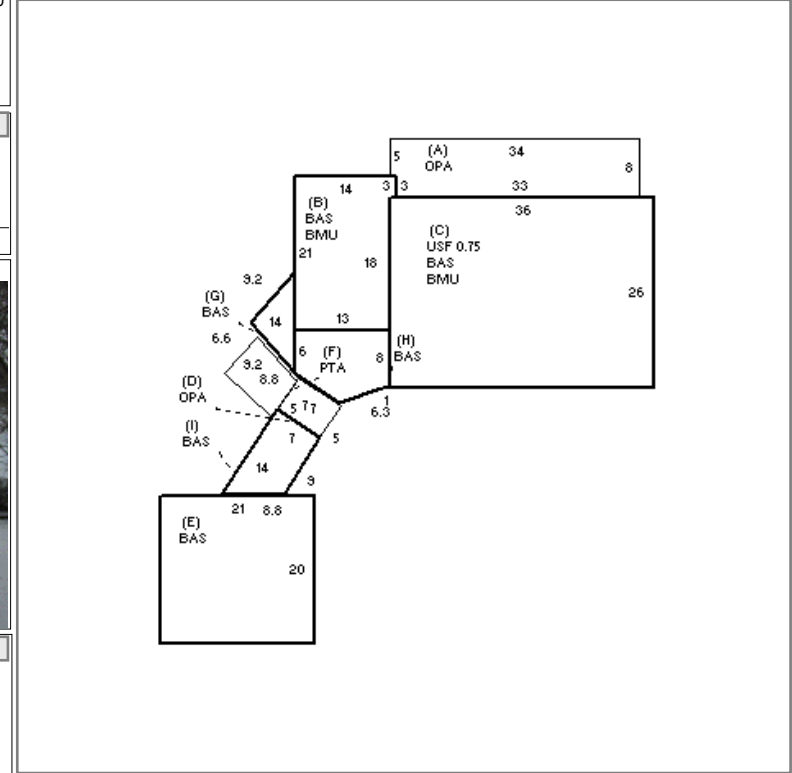 (A)
OPA
34
5
8
3
3
33
14
(B)
BAS
BMU
36
(C)
USF 0.75
BAS
BMU
21
18
26
9.2
(G)
BAS
14
13
6.6
6
(F)
PTA
8
(H)
BAS
9.2
8.8
(D)
OPA
5
7
7
1
6.3
(I)
BAS
7
5
14
9
21
8.8
(E)
BAS
20